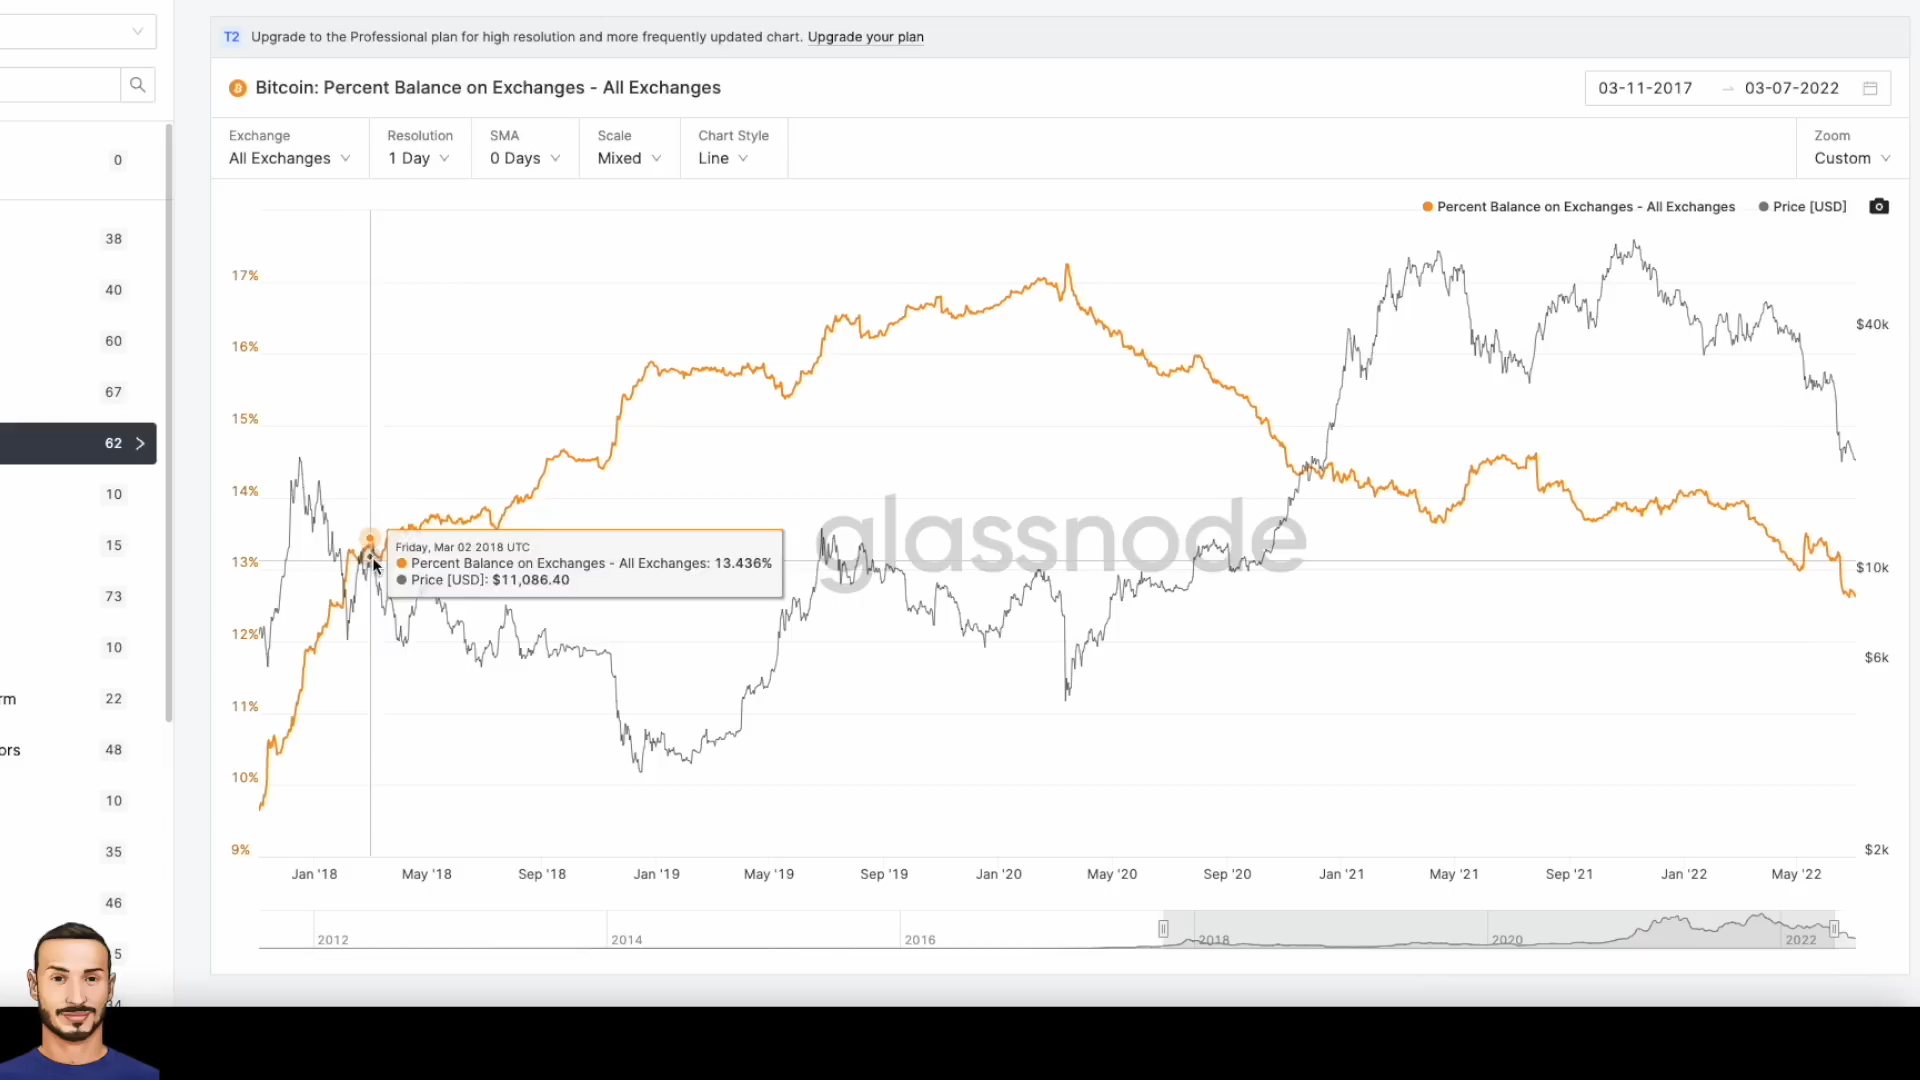 T2 Upgrade to the Professional plan for high resolution and more frequently updated chart. Upgrade your plan
Bitcoin: Percent Balance on Exchanges - All Exchanges
03-11-2017 → 03-07-2022
Exchange
All Exchanges
Resolution
1 Day
SMA
0 Days
Scale
Mixed
Chart Style
Line
Zoom
Custom
0
38
40
60
67
62
10
15
73
10
rm 22
ors 48
10
35
46
5
Percent Balance on Exchanges - All Exchanges
Price [USD]
17%
16%
15%
14%
13%
12%
11%
10%
9%
$40k
$10k
$6k
$2k
glassnode
Friday, Mar 02 2018 UTC
Percent Balance on Exchanges - All Exchanges: 13.436%
Price [USD]: $11,086.40
Jan '18 May '18 Sep '18 Jan '19 May '19 Sep '19 Jan '20 May '20 Sep '20 Jan '21 May '21 Sep '21 Jan '22 May '22
2012 2014 2016 2018 2020 2022